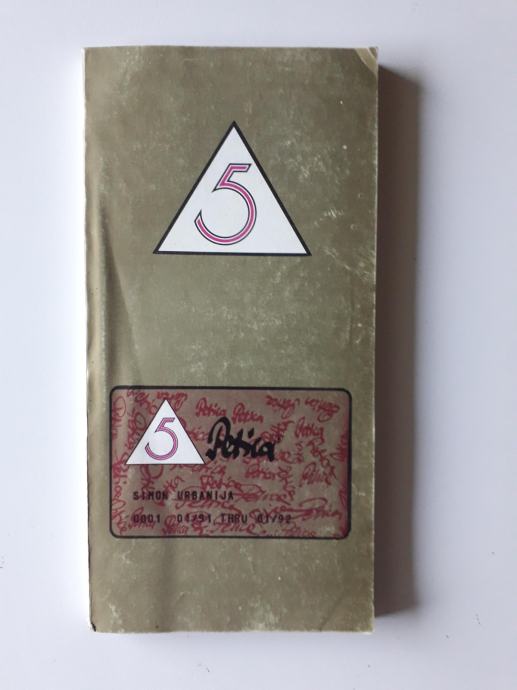 5
5 Petica
SIMON URBANIJA
0001 01/91 THRU 01/92